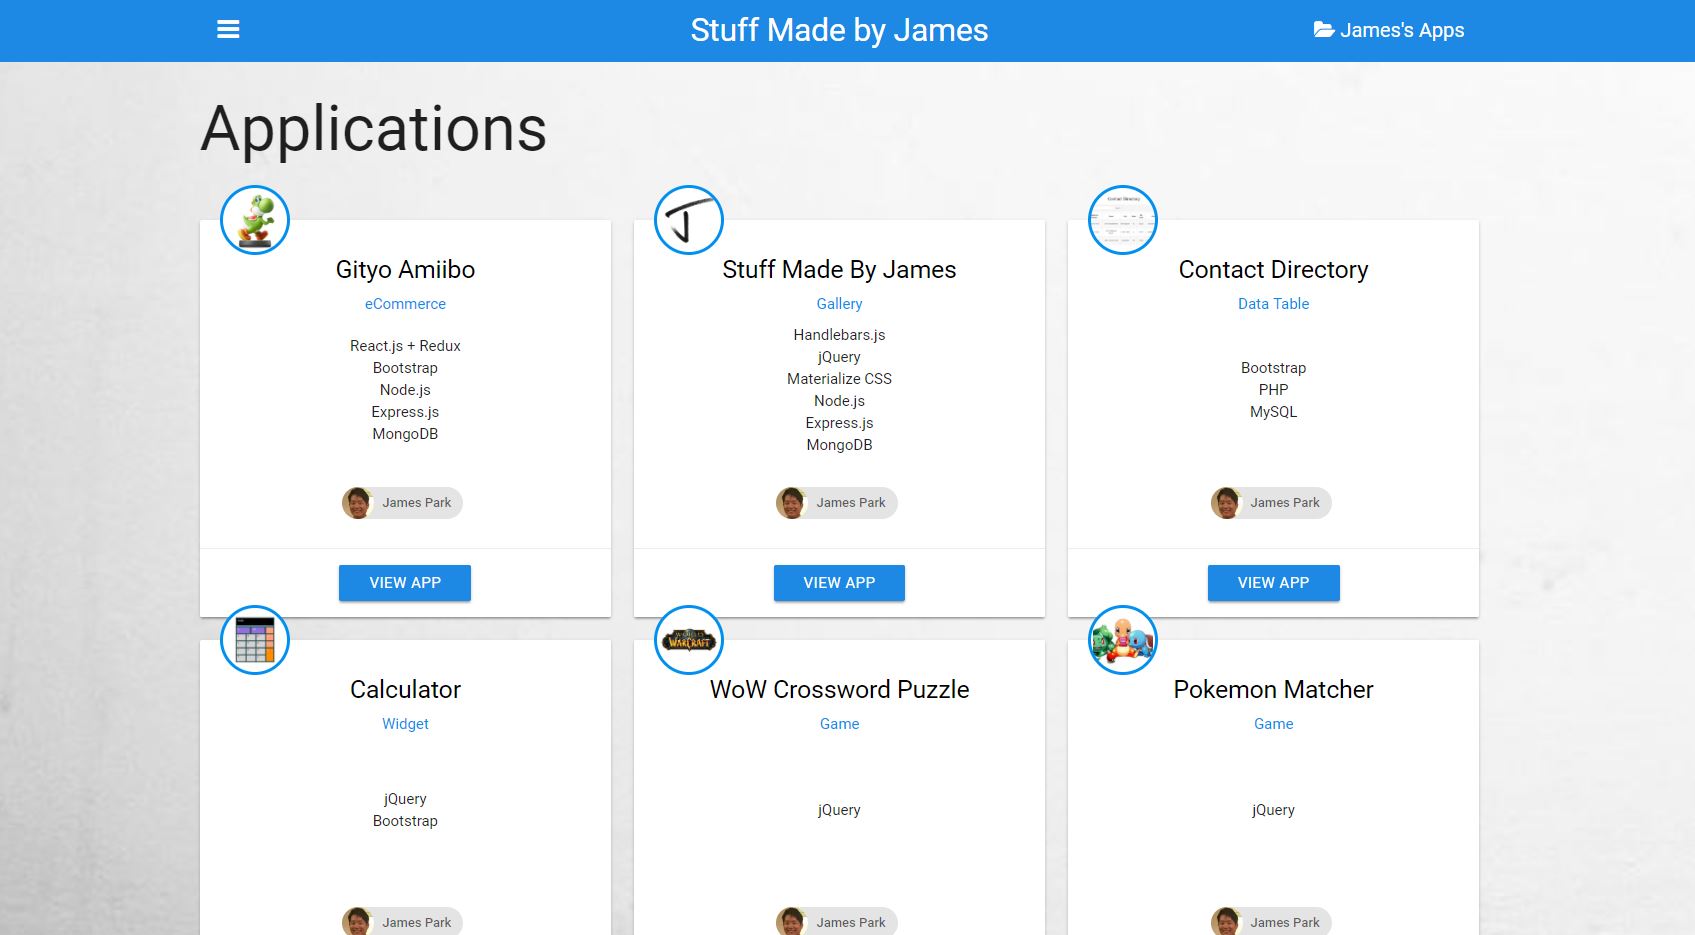 Stuff Made by James
James's Apps
Applications
Gityo Amiibo
eCommerce
React.js + Redux
Bootstrap
Node.js
Express.js
MongoDB
James Park
VIEW APP
Stuff Made By James
Gallery
Handlebars.js
jQuery
Materialize CSS
Node.js
Express.js
MongoDB
James Park
VIEW APP
Contact Directory
Contact Directory
Data Table
Bootstrap
PHP
MySQL
James Park
VIEW APP
Calculator
Widget
jQuery
Bootstrap
James Park
WARCRAFT
WoW Crossword Puzzle
Game
jQuery
James Park
Pokemon Matcher
Game
jQuery
James Park